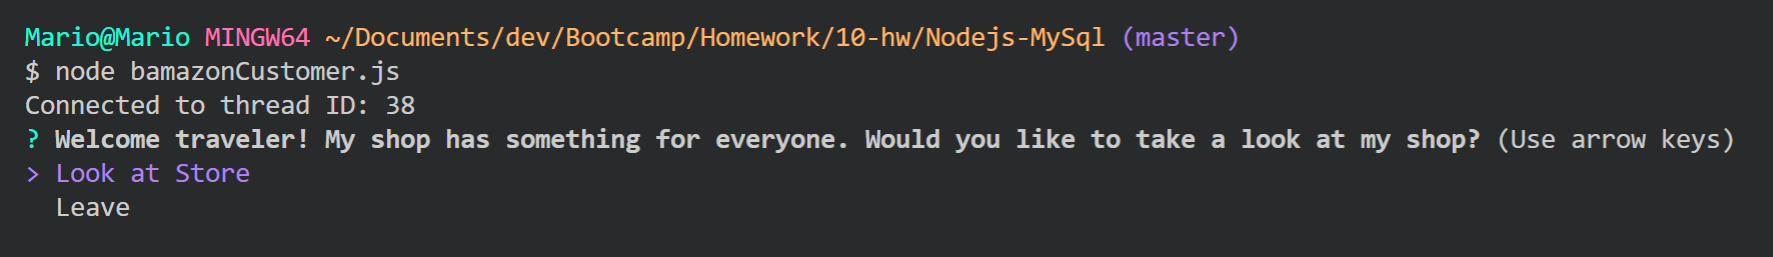 Mario@Mario MINGW64 ~/Documents/dev/Bootcamp/Homework/10-hw/Nodejs-MySql (master)
$ node bamazonCustomer.js
Connected to thread ID: 38
? Welcome traveler! My shop has something for everyone. Would you like to take a look at my shop? (Use arrow keys)
> Look at Store
  Leave